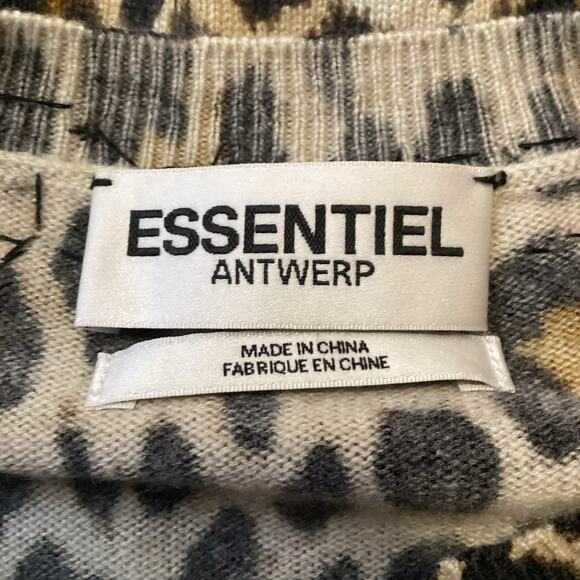 ESSENTIEL
ANTWERP
MADE IN CHINA
FABRIQUE EN CHINE